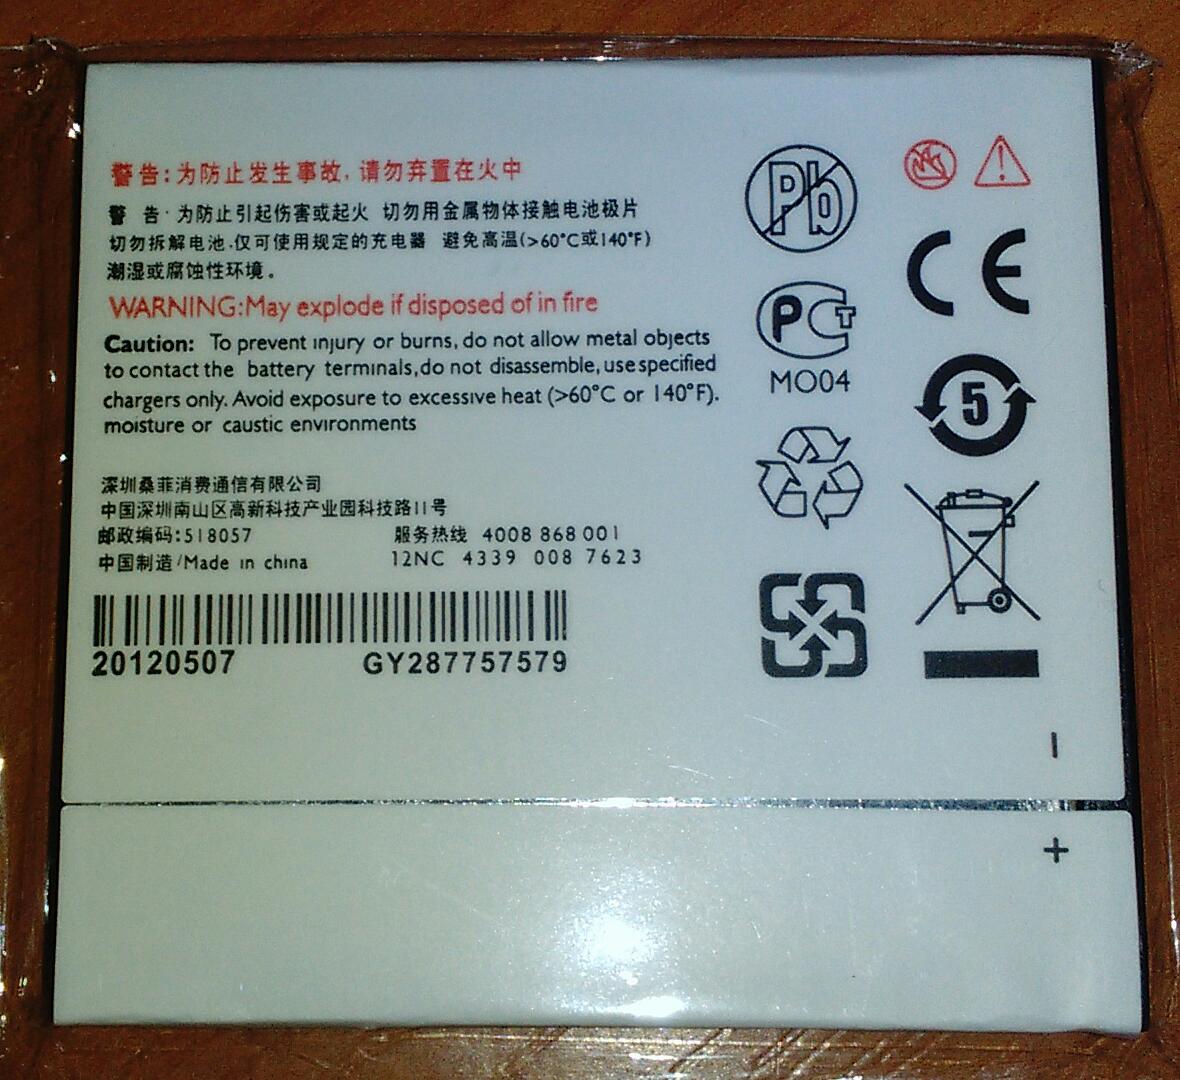 警告:为防止发生事故,请勿弃置在火中
警 告:为防止引起伤害或起火 切勿用金属物体接触电池极片
切勿拆解电池.仅可使用规定的充电器 避免高温(>60°C或140°F)
潮湿或腐蚀性环境。
WARNING:May explode if disposed of in fire
Caution: To prevent injury or burns, do not allow metal objects
to contact the battery terminals,do not disassemble, use specified
chargers only. Avoid exposure to excessive heat (>60°C or 140°F).
moisture or caustic environments
深圳桑菲消费通信有限公司
中国深圳南山区高新科技产业园科技路11号
邮政编码:518057 服务热线 4008 868 001
中国制造/Made in china 12NC 4339 008 7623
20120507 GY287757579
Pb
PCT
MO04
CE
5
-
+